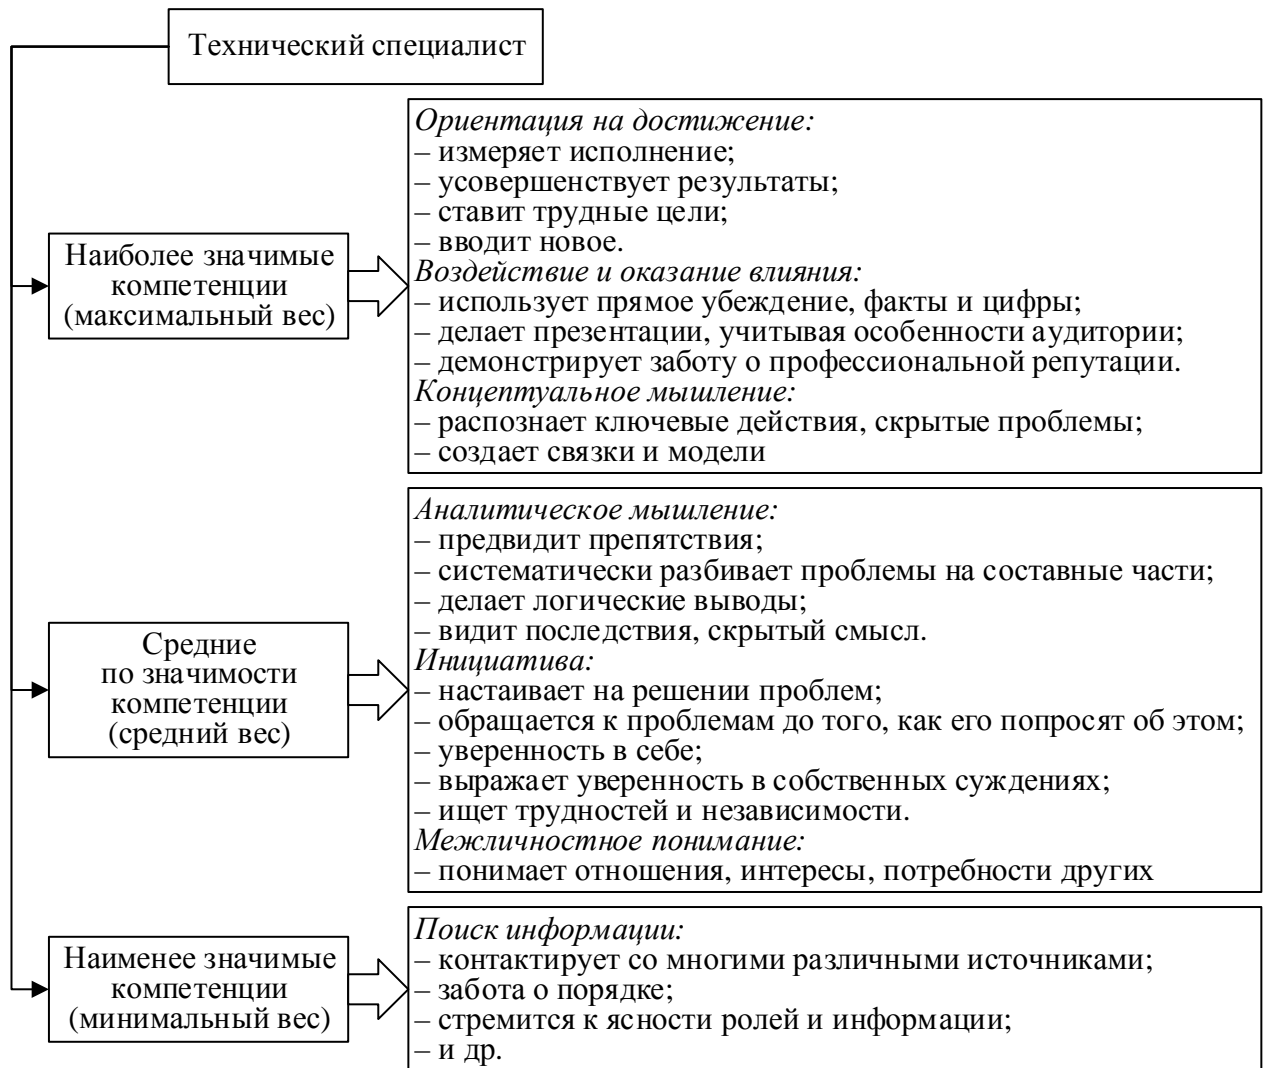 Технический специалист
Наиболее значимые
компетенции
(максимальный вес)
Ориентация на достижение:
– измеряет исполнение;
– усовершенствует результаты;
– ставит трудные цели;
– вводит новое.
Воздействие и оказание влияния:
– использует прямое убеждение, факты и цифры;
– делает презентации, учитывая особенности аудитории;
– демонстрирует заботу о профессиональной репутации.
Концептуальное мышление:
– распознает ключевые действия, скрытые проблемы;
– создает связки и модели
Средние
по значимости
компетенции
(средний вес)
Аналитическое мышление:
– предвидит препятствия;
– систематически разбивает проблемы на составные части;
– делает логические выводы;
– видит последствия, скрытый смысл.
Инициатива:
– настаивает на решении проблем;
– обращается к проблемам до того, как его попросят об этом;
– уверенность в себе;
– выражает уверенность в собственных суждениях;
– ищет трудностей и независимости.
Межличностное понимание:
– понимает отношения, интересы, потребности других
Наименее значимые
компетенции
(минимальный вес)
Поиск информации:
– контактирует со многими различными источниками;
– забота о порядке;
– стремится к ясности ролей и информации;
– и др.